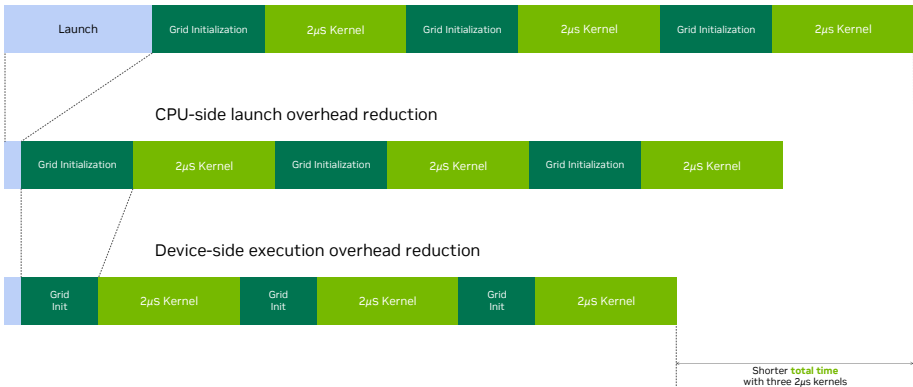 Launch Grid Initialization 2µs Kernel Grid Initialization 2µs Kernel Grid Initialization 2µs Kernel
CPU-side launch overhead reduction
Grid Initialization 2µs Kernel Grid Initialization 2µs Kernel Grid Initialization 2µs Kernel
Device-side execution overhead reduction
Grid
Init
2µs Kernel
Grid
Init
2µs Kernel
Grid
Init
2µs Kernel
Shorter total time
with three 2µs kernels